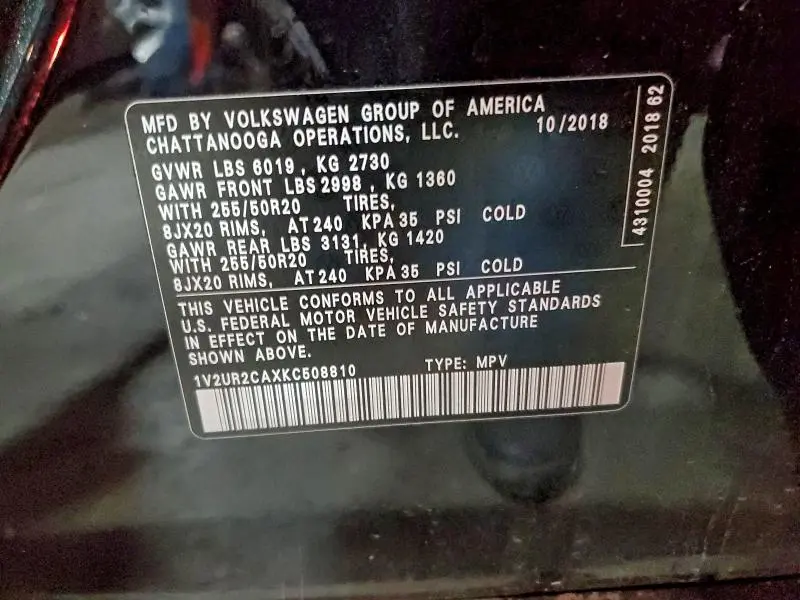 MFD BY VOLKSWAGEN GROUP OF AMERICA
CHATTANOOGA OPERATIONS, LLC. 10/2018
GVWR LBS 6019, KG 2730
GAWR FRONT LBS 2998, KG 1360
WITH 255/50R20 TIRES,
8JX20 RIMS, AT 240 KPA 35 PSI COLD
GAWR REAR LBS 3131, KG 1420
WITH 255/50R20 TIRES,
8JX20 RIMS, AT 240 KPA 35 PSI COLD
THIS VEHICLE CONFORMS TO ALL APPLICABLE
U.S. FEDERAL MOTOR VEHICLE SAFETY STANDARDS
IN EFFECT ON THE DATE OF MANUFACTURE
SHOWN ABOVE.
1V2UR2CAXKC508810 TYPE: MPV
4310004 2018 62